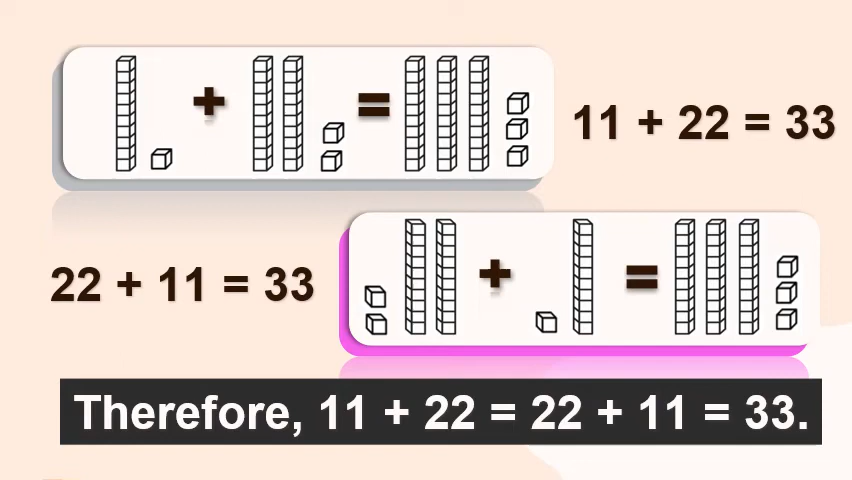 + =
11 + 22 = 33
22 + 11 = 33
+ =
Therefore, 11 + 22 = 22 + 11 = 33.